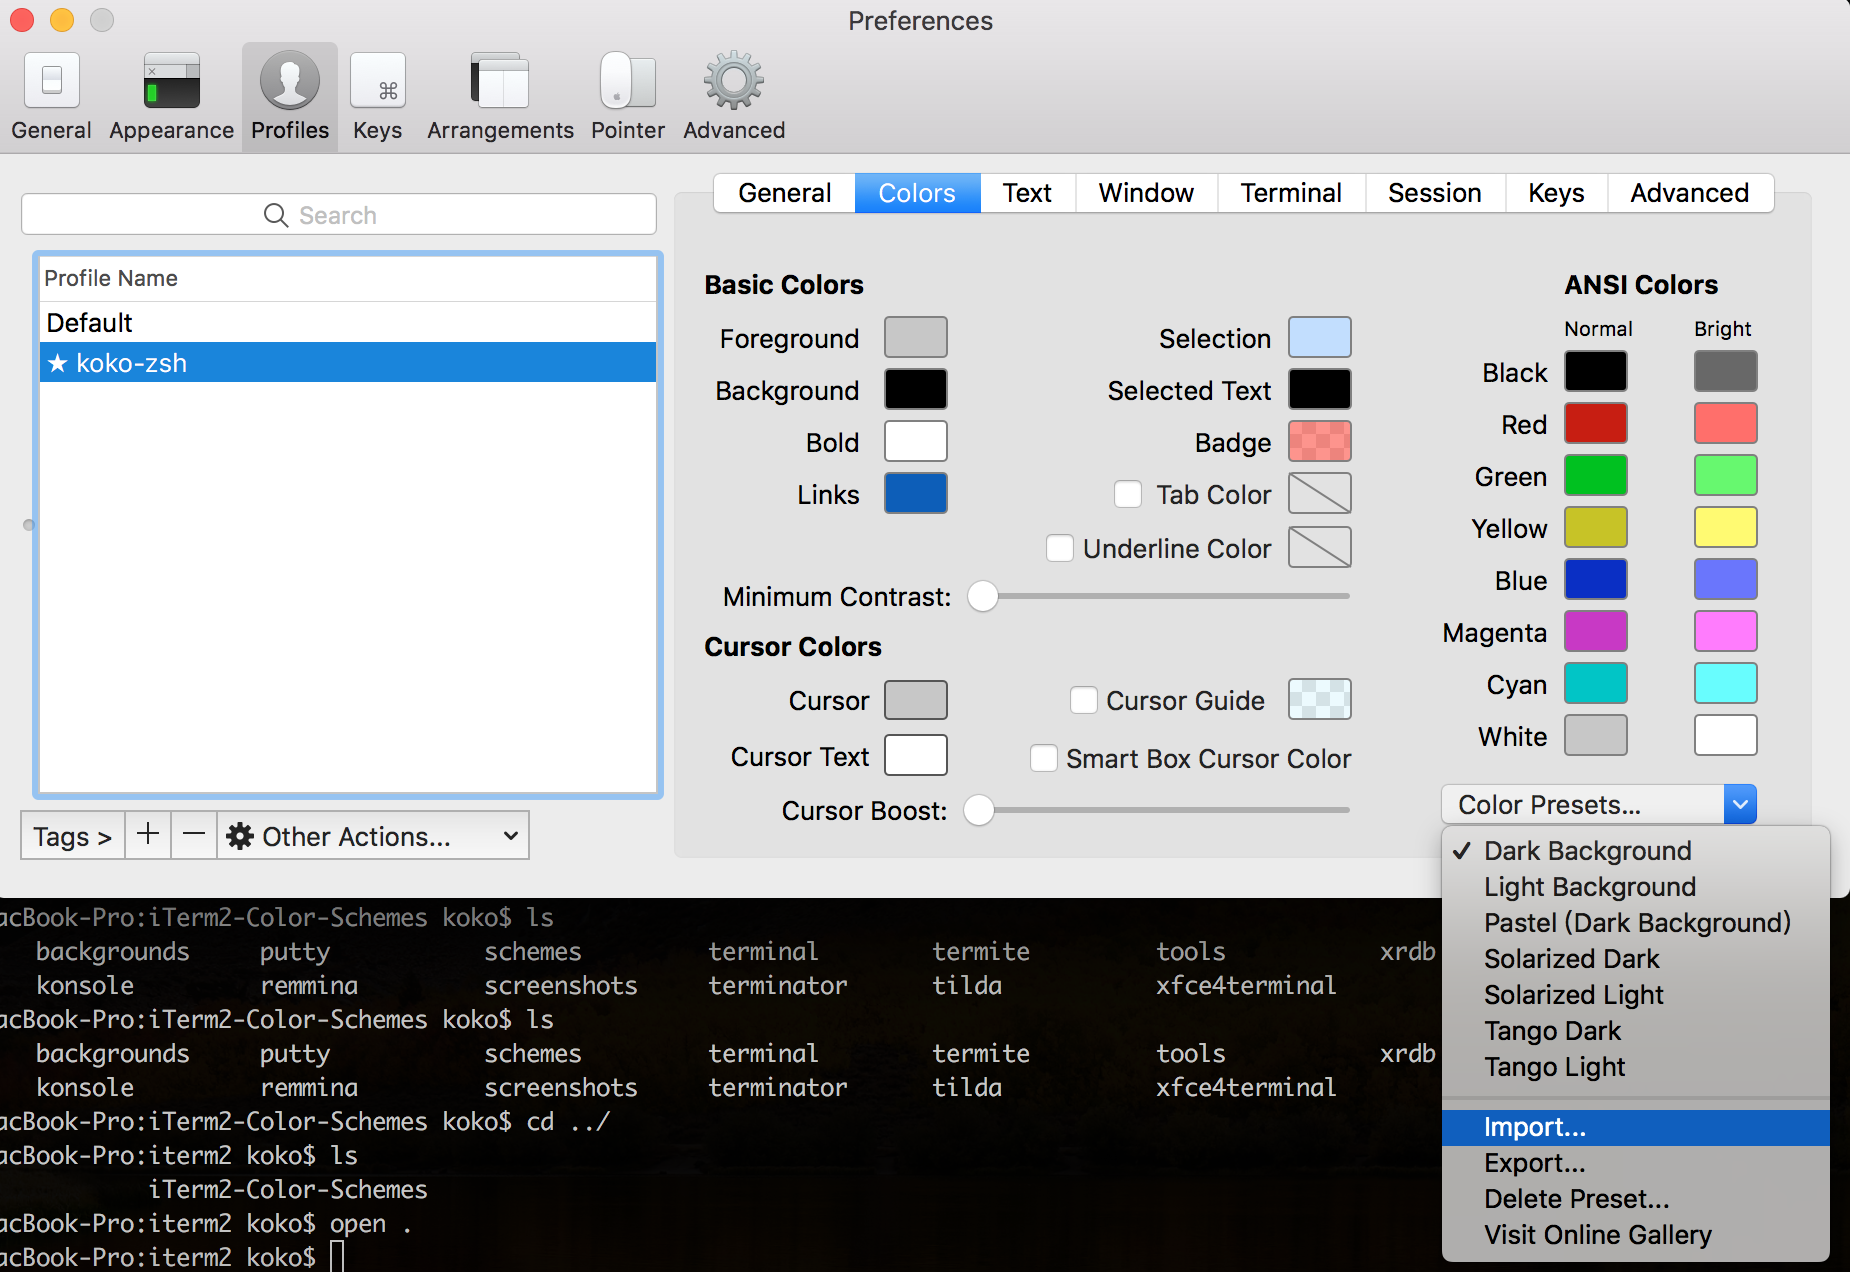 Preferences
General Appearance Profiles Keys Arrangements Pointer Advanced
Search
Profile Name
Default
★ koko-zsh
Tags > + − Other Actions...
General Colors Text Window Terminal Session Keys Advanced
Basic Colors
Foreground
Background
Bold
Links
Selection
Selected Text
Badge
Tab Color
Underline Color
Minimum Contrast:
Cursor Colors
Cursor
Cursor Text
Cursor Guide
Smart Box Cursor Color
Cursor Boost:
ANSI Colors
Normal Bright
Black
Red
Green
Yellow
Blue
Magenta
Cyan
White
Color Presets...
✓ Dark Background
Light Background
Pastel (Dark Background)
Solarized Dark
Solarized Light
Tango Dark
Tango Light
Import...
Export...
Delete Preset...
Visit Online Gallery
acBook-Pro:iTerm2-Color-Schemes koko$ ls
backgrounds putty schemes terminal termite tools xrdb
konsole remmina screenshots terminator tilda xfce4terminal
acBook-Pro:iTerm2-Color-Schemes koko$ ls
backgrounds putty schemes terminal termite tools xrdb
konsole remmina screenshots terminator tilda xfce4terminal
acBook-Pro:iTerm2-Color-Schemes koko$ cd ../
acBook-Pro:iterm2 koko$ ls
iTerm2-Color-Schemes
acBook-Pro:iterm2 koko$ open .
acBook-Pro:iterm2 koko$